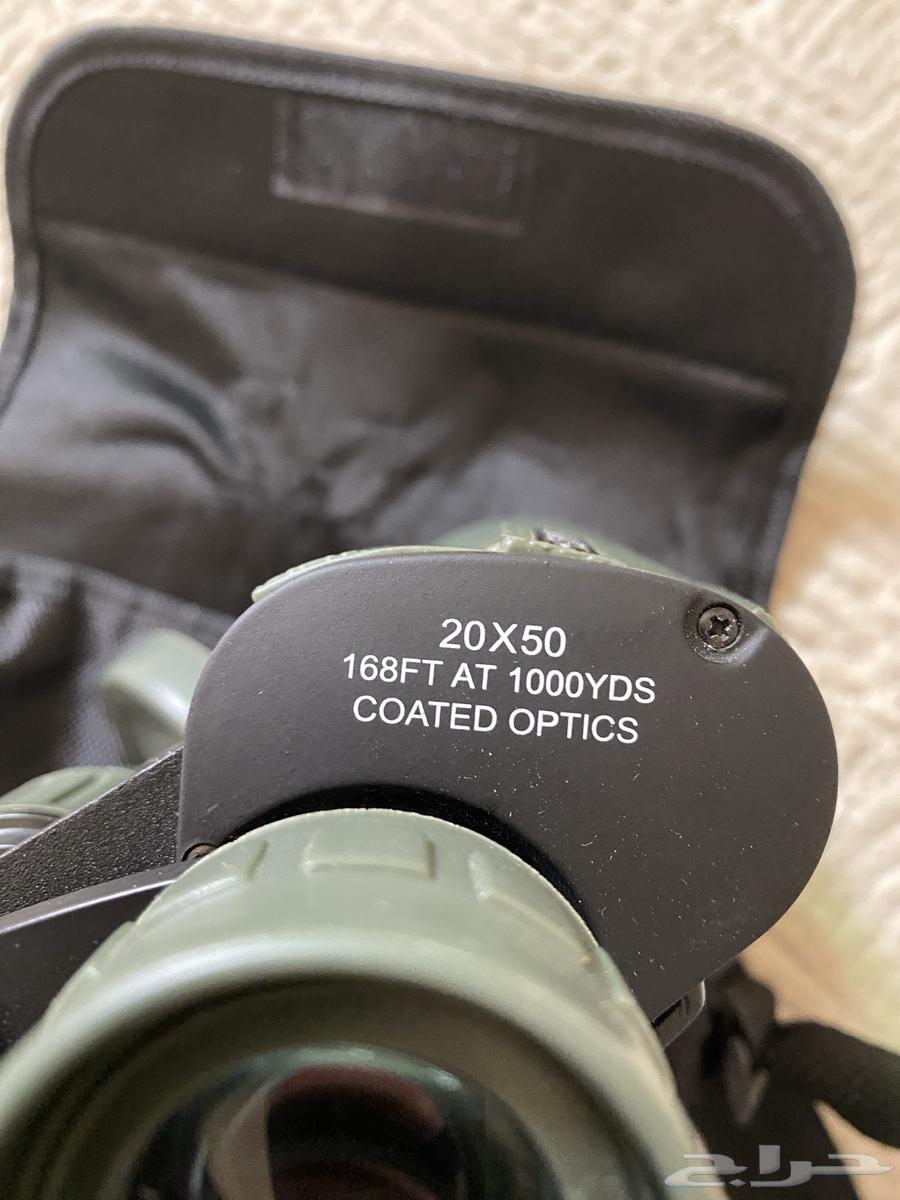 20X50
168FT AT 1000YDS
COATED OPTICS
حراج